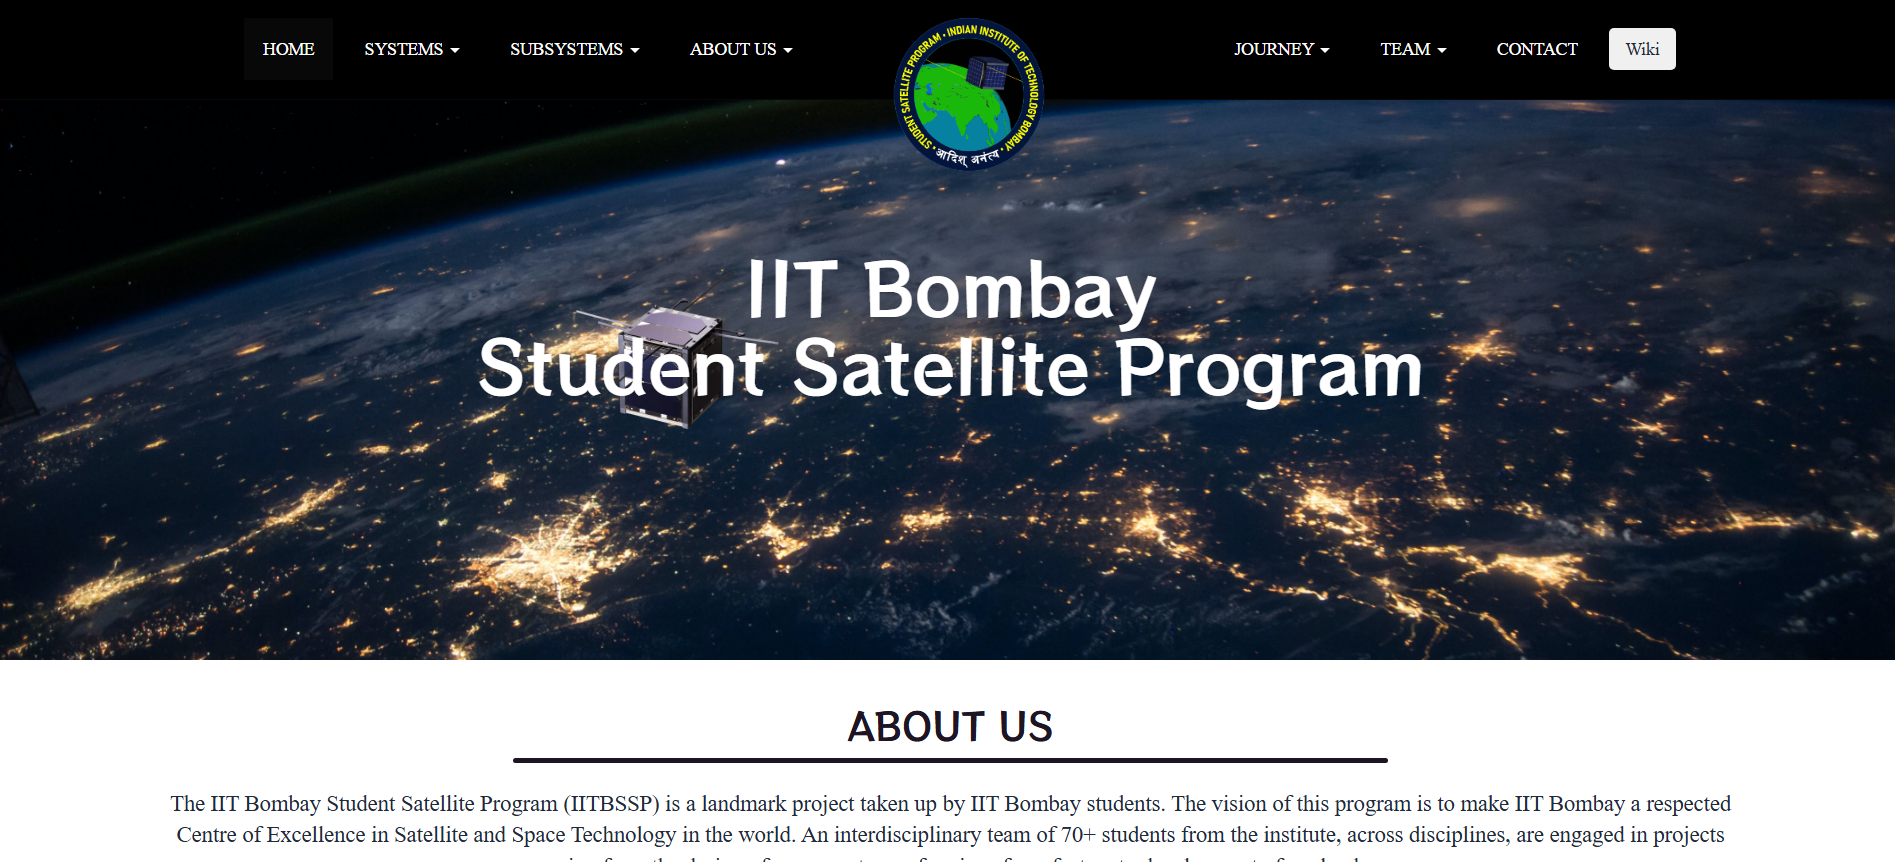 HOME
SYSTEMS
SUBSYSTEMS
ABOUT US
STUDENT SATELLITE PROGRAM • INDIAN INSTITUTE OF TECHNOLOGY BOMBAY •
आदिश् अनंत्य
JOURNEY
TEAM
CONTACT
Wiki
IIT Bombay
Student Satellite Program
ABOUT US
The IIT Bombay Student Satellite Program (IITBSSP) is a landmark project taken up by IIT Bombay students. The vision of this program is to make IIT Bombay a respected
Centre of Excellence in Satellite and Space Technology in the world. An interdisciplinary team of 70+ students from the institute, across disciplines, are engaged in projects